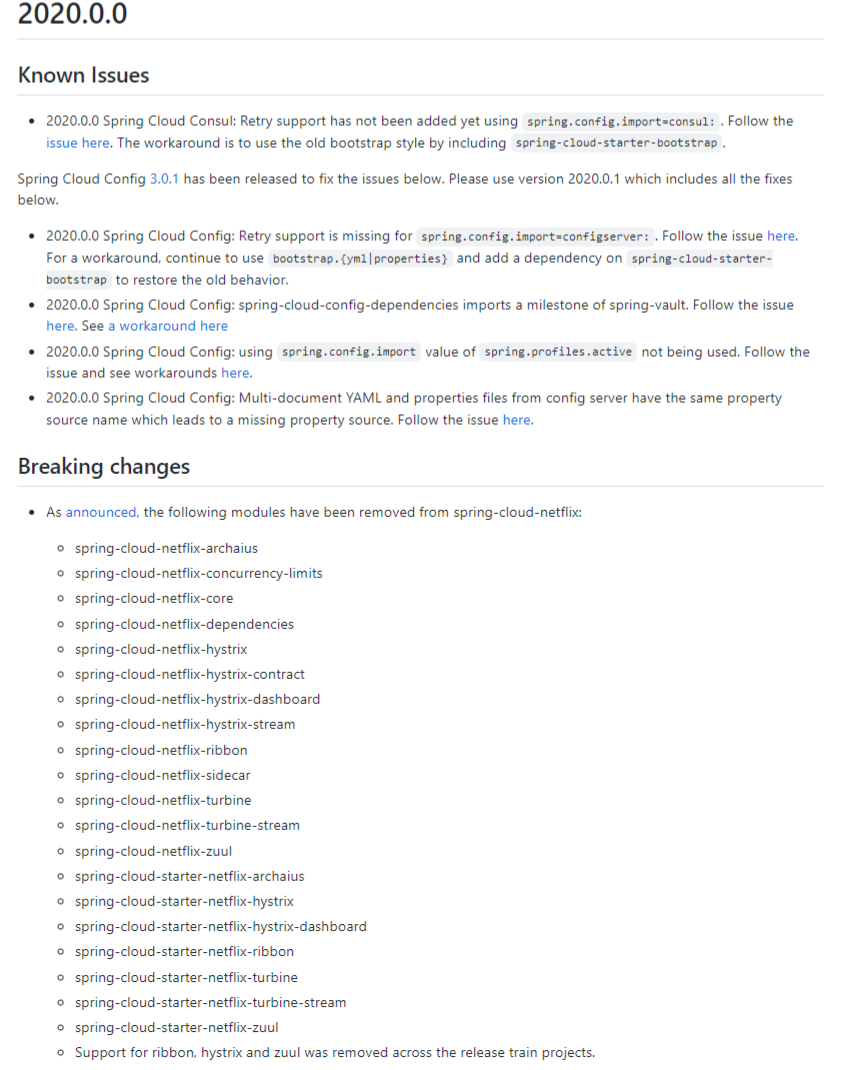 2020.0.0
Known Issues
2020.0.0 Spring Cloud Consul: Retry support has not been added yet using spring.config.import=consul: . Follow the
issue here. The workaround is to use the old bootstrap style by including spring-cloud-starter-bootstrap .
Spring Cloud Config 3.0.1 has been released to fix the issues below. Please use version 2020.0.1 which includes all the fixes
below.
2020.0.0 Spring Cloud Config: Retry support is missing for spring.config.import=configserver: . Follow the issue here.
For a workaround, continue to use bootstrap.{yml|properties} and add a dependency on spring-cloud-starter-
bootstrap to restore the old behavior.
2020.0.0 Spring Cloud Config: spring-cloud-config-dependencies imports a milestone of spring-vault. Follow the issue
here. See a workaround here
2020.0.0 Spring Cloud Config: using spring.config.import value of spring.profiles.active not being used. Follow the
issue and see workarounds here.
2020.0.0 Spring Cloud Config: Multi-document YAML and properties files from config server have the same property
source name which leads to a missing property source. Follow the issue here.
Breaking changes
As announced, the following modules have been removed from spring-cloud-netflix:
spring-cloud-netflix-archaius
spring-cloud-netflix-concurrency-limits
spring-cloud-netflix-core
spring-cloud-netflix-dependencies
spring-cloud-netflix-hystrix
spring-cloud-netflix-hystrix-contract
spring-cloud-netflix-hystrix-dashboard
spring-cloud-netflix-hystrix-stream
spring-cloud-netflix-ribbon
spring-cloud-netflix-sidecar
spring-cloud-netflix-turbine
spring-cloud-netflix-turbine-stream
spring-cloud-netflix-zuul
spring-cloud-starter-netflix-archaius
spring-cloud-starter-netflix-hystrix
spring-cloud-starter-netflix-hystrix-dashboard
spring-cloud-starter-netflix-ribbon
spring-cloud-starter-netflix-turbine
spring-cloud-starter-netflix-turbine-stream
spring-cloud-starter-netflix-zuul
Support for ribbon, hystrix and zuul was removed across the release train projects.